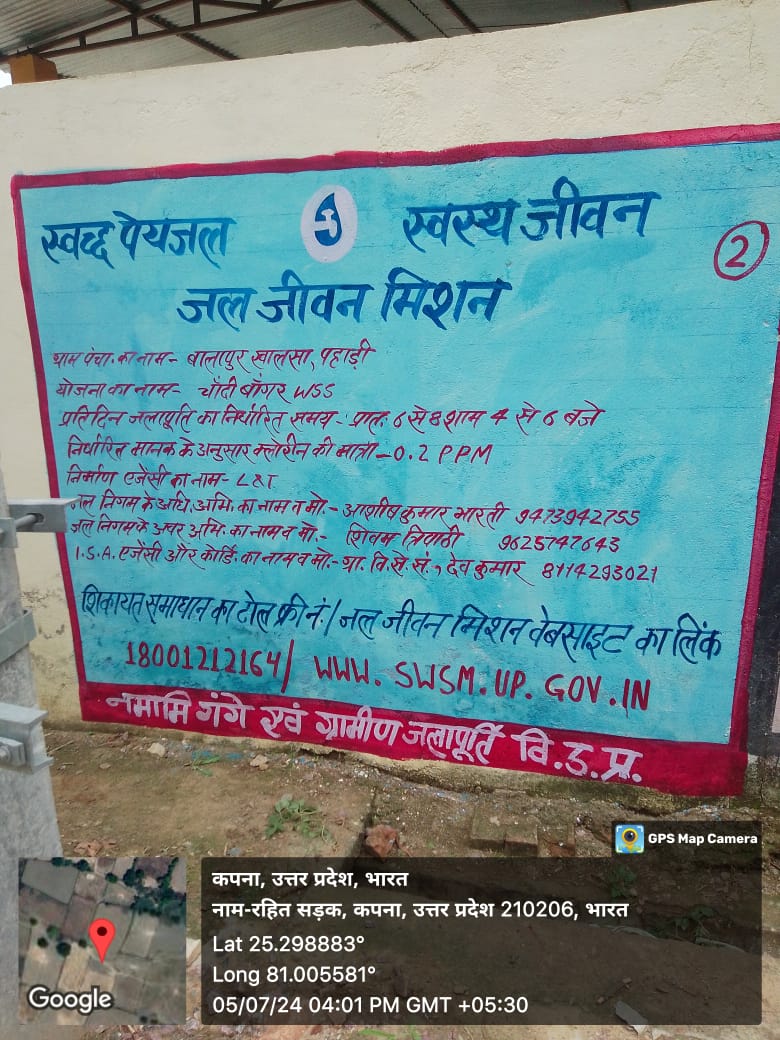 स्वच्छ पेयजल स्वस्थ जीवन
2
जल जीवन मिशन
ग्राम पंचा. का नाम- बालापुर खालसा, पहाड़ी
योजना का नाम- चाँदी बाँगर WSS
प्रतिदिन जलापूर्ति का निर्धारित समय- प्रात: 6 से 8 शाम 4 से 6 बजे
निर्धारित मानक के अनुसार क्लोरीन की मात्रा- 0.2 PPM
निर्माण एजेंसी का नाम- L&T
जल निगम के अधि. अभि. का नाम व मो.- आशीष कुमार भारती 9473942755
जल निगम के अवर अभि. का नाम व मो.- शिवम त्रिपाठी 9625747643
I.S.A. एजेंसी और कोर्डि. का नाम व मो.- ग्रा. वि. से. सं., देव कुमार 8114293021
शिकायत समाधान का टोल फ्री नं./जल जीवन मिशन वेबसाइट का लिंक
18001212164/ WWW.SWSM.UP.GOV.IN
नमामि गंगे एवं ग्रामीण जलापूर्ति वि.उ.प्र.
GPS Map Camera
कपना, उत्तर प्रदेश, भारत
नाम-रहित सड़क, कपना, उत्तर प्रदेश 210206, भारत
Lat 25.298883°
Long 81.005581°
05/07/24 04:01 PM GMT +05:30
Google